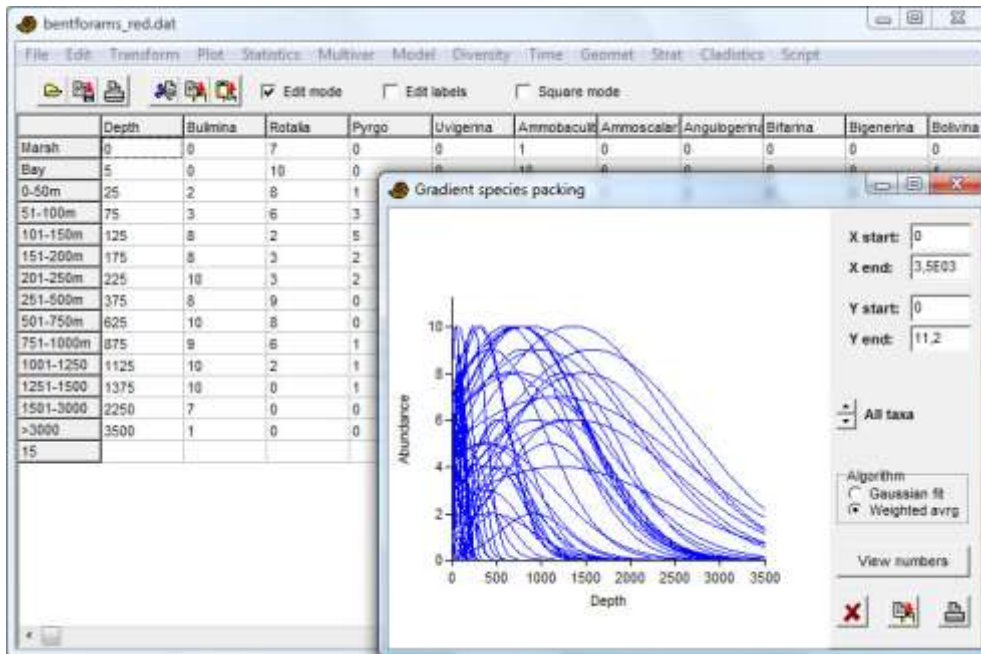 bentforams_red.dat
File Edit Transform Plot Statistics Multivar Model Diversity Time Geomet Strat Cladistics Script
Edit mode Edit labels Square mode
Depth Bulimina Rotalia Pyrgo Uvigerina Ammobaculit Ammoscalar Angulogerina Bifarina Bigenerina Bolivina
Marsh 0 0 7 0 0 1 0 0 0 0 0
Bay 5 0 10 0
0-50m 25 2 8 1
51-100m 75 3 6 3
101-150m 125 8 2 5
151-200m 175 8 3 2
201-250m 225 10 3 2
251-500m 375 8 9 0
501-750m 625 10 8 0
751-1000m 875 9 6 1
1001-1250 1125 10 2 1
1251-1500 1375 10 0 1
1501-3000 2250 7 0 0
>3000 3500 1 0 0
15
Gradient species packing
X start: 0
X end: 3,5E03
Y start: 0
Y end: 11,2
All taxa
Algorithm
Gaussian fit
Weighted avrg
View numbers
Abundance
10
8
6
4
2
0
0 500 1000 1500 2000 2500 3000 3500
Depth